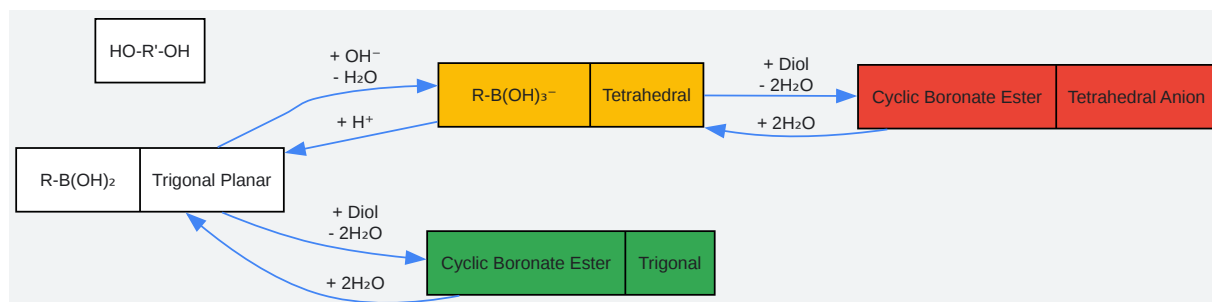 HO-R'-OH
+ OH⁻
- H₂O
+ Diol
- 2H₂O
R-B(OH)₃⁻
Tetrahedral
Cyclic Boronate Ester
Tetrahedral Anion
+ H⁺
+ 2H₂O
R-B(OH)₂
Trigonal Planar
+ Diol
- 2H₂O
Cyclic Boronate Ester
Trigonal
+ 2H₂O